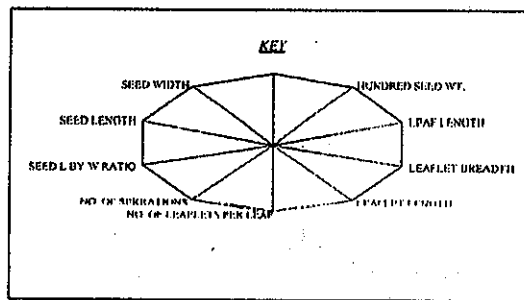 KEY
SEED WIDTH
HUNDRED SEED WT.
SEED LENGTH
LEAF LENGTH
SEED L BY W RATIO
LEAFLET BREADTH
NO. OF SERRATIONS
LEAFLET LENGTH
NO. OF LEAFLETS PER LEAF